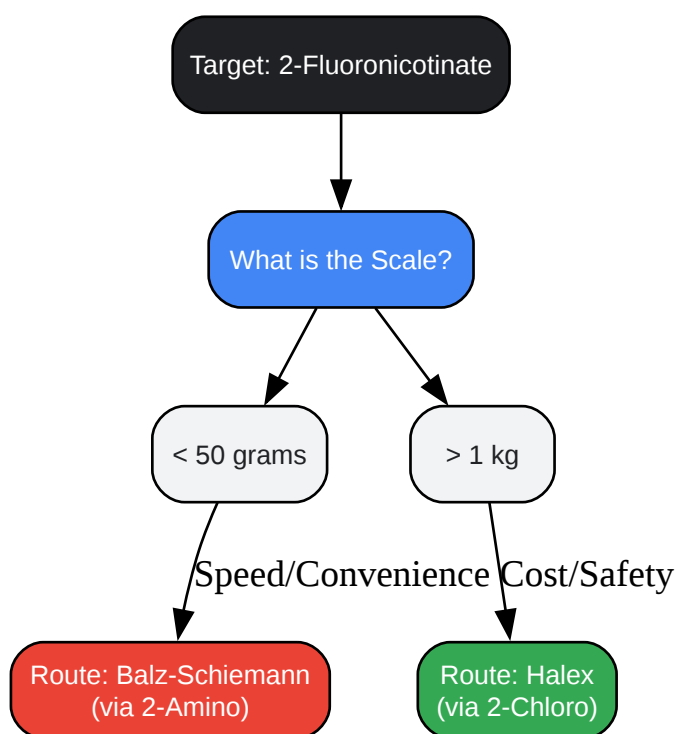 Target: 2-Fluoronicotinate
What is the Scale?
< 50 grams
> 1 kg
Speed/Convenience
Cost/Safety
Route: Balz-Schiemann
(via 2-Amino)
Route: Halex
(via 2-Chloro)